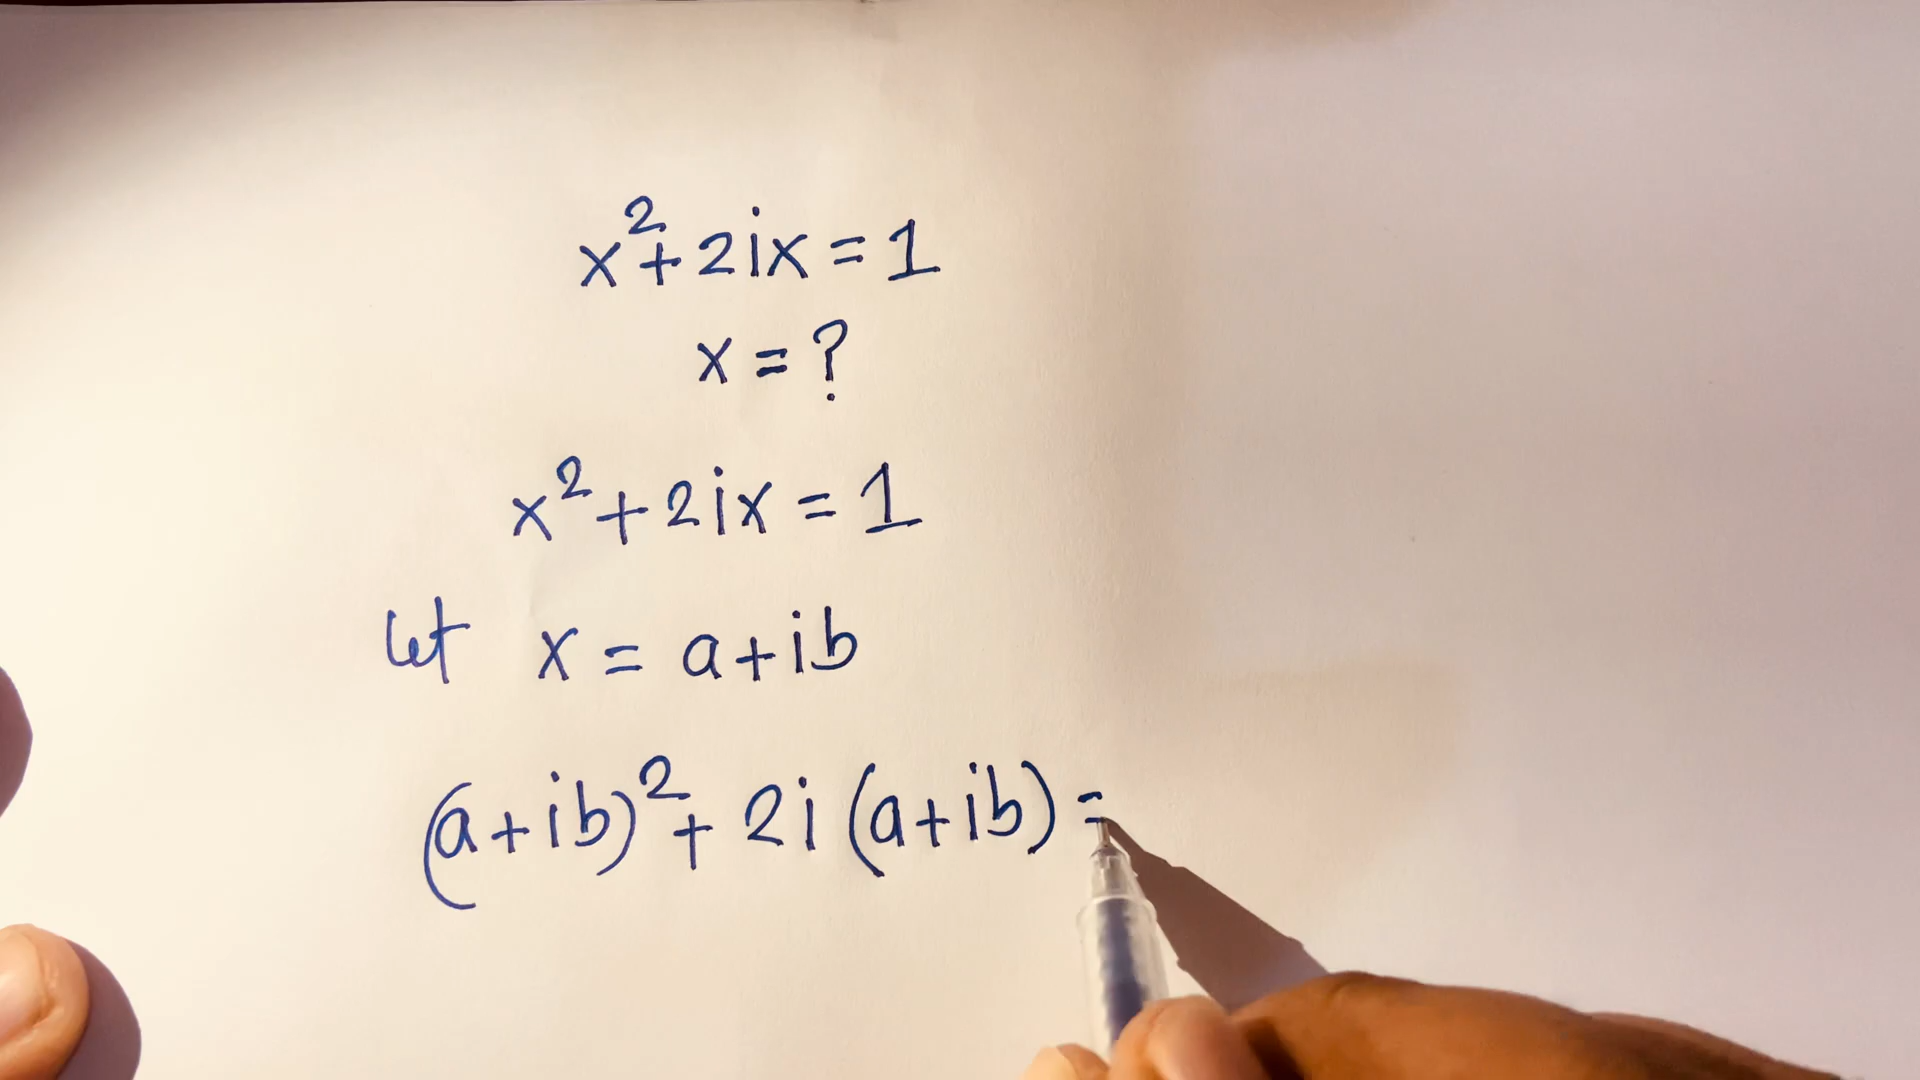 x²+2ix=1
x=?
x²+2ix=1
let x=a+ib
(a+ib)²+2i(a+ib)=